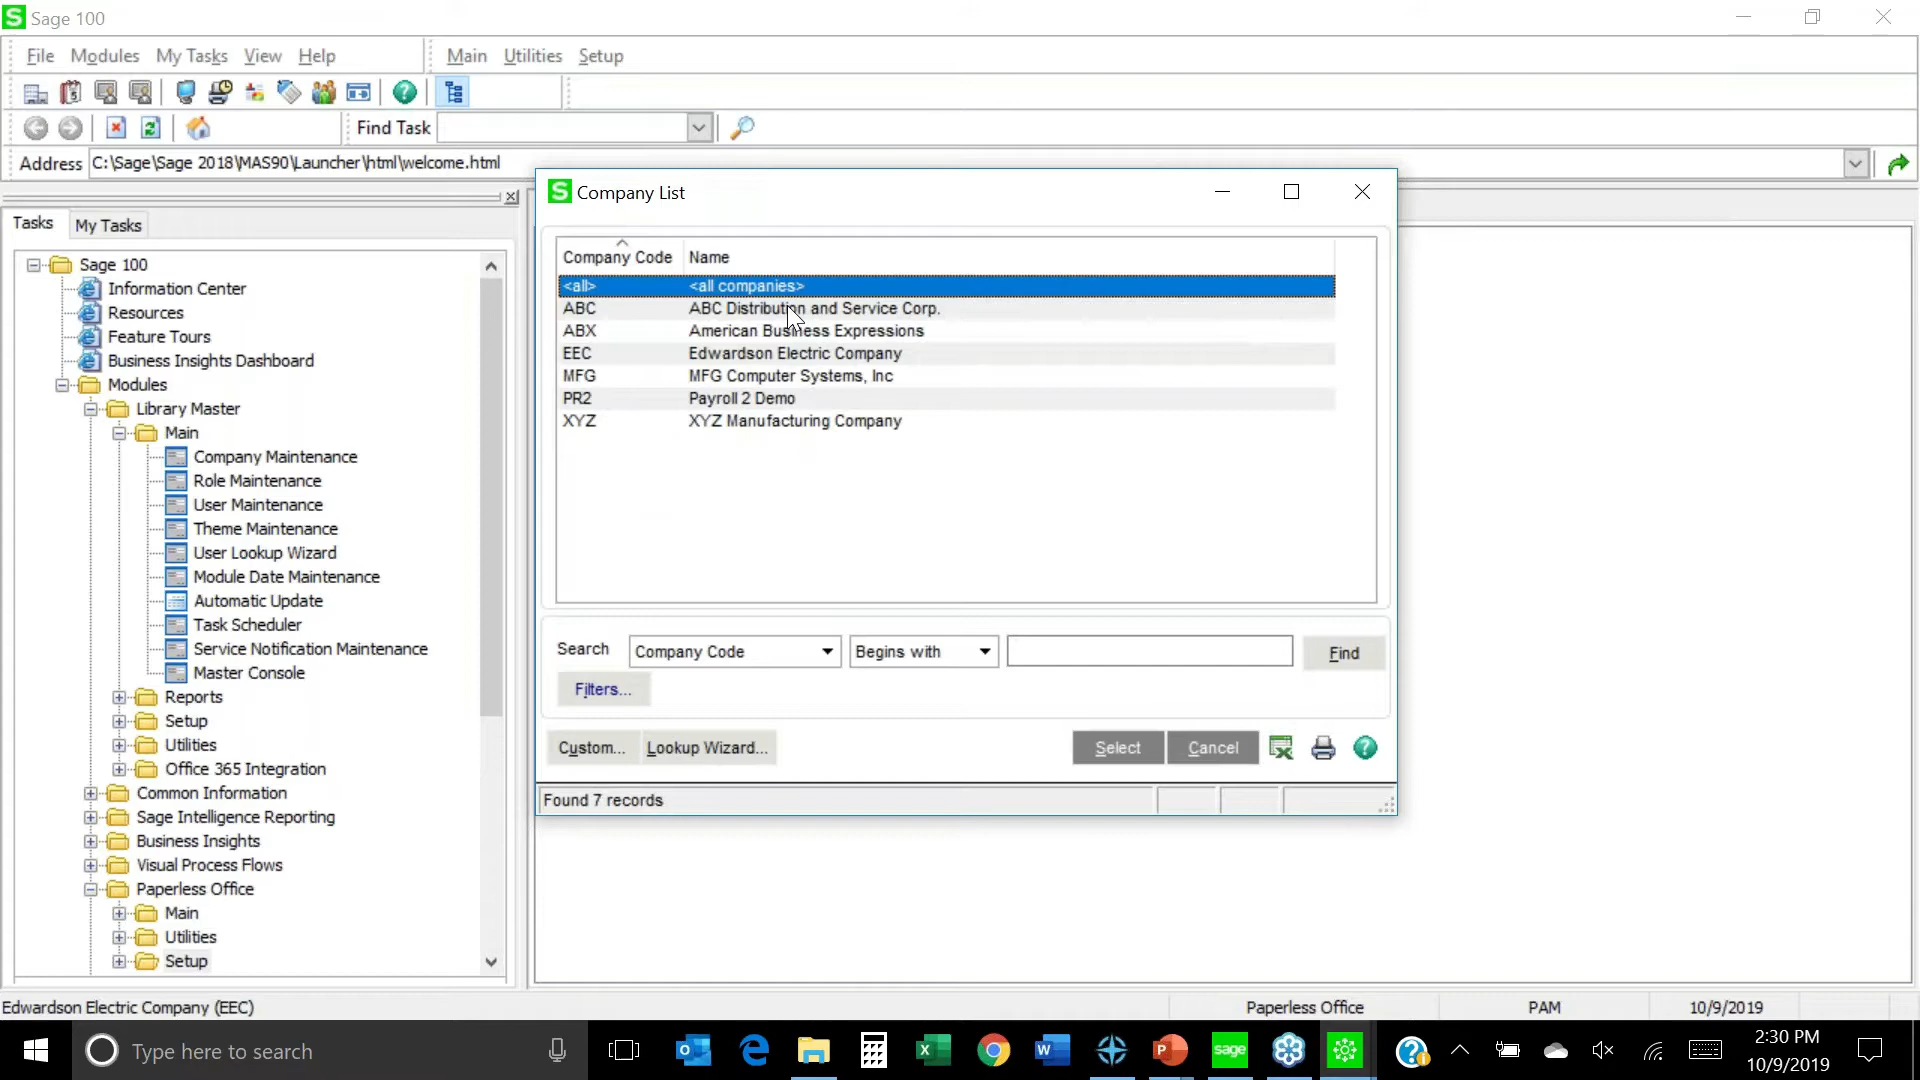 S Sage 100
File Modules My Tasks View Help Main Utilities Setup
Find Task
Address C:\Sage\Sage 2018\MAS90\Launcher\html\welcome.html
S Company List
Tasks My Tasks
Company Code Name
<all> <all companies>
ABC ABC Distribution and Service Corp.
ABX American Business Expressions
EEC Edwardson Electric Company
MFG MFG Computer Systems, Inc
PR2 Payroll 2 Demo
XYZ XYZ Manufacturing Company
Search Company Code Begins with Find
Filters...
Custom... Lookup Wizard... Select Cancel
Found 7 records
Sage 100
Information Center
Resources
Feature Tours
Business Insights Dashboard
Modules
Library Master
Main
Company Maintenance
Role Maintenance
User Maintenance
Theme Maintenance
User Lookup Wizard
Module Date Maintenance
Automatic Update
Task Scheduler
Service Notification Maintenance
Master Console
Reports
Setup
Utilities
Office 365 Integration
Common Information
Sage Intelligence Reporting
Business Insights
Visual Process Flows
Paperless Office
Main
Utilities
Setup
Edwardson Electric Company (EEC) Paperless Office PAM 10/9/2019
Type here to search sage 2:30 PM
10/9/2019